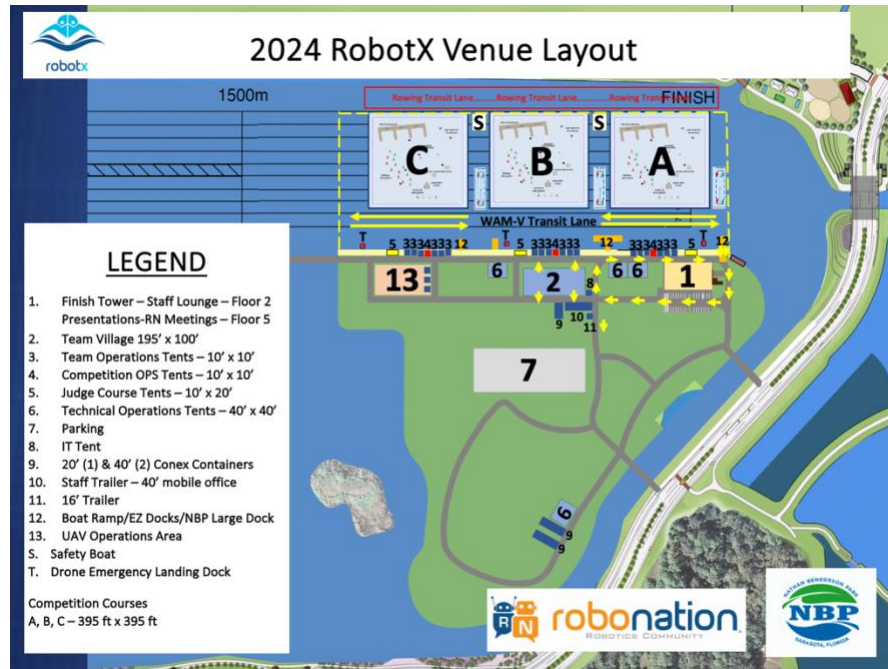 2024 RobotX Venue Layout
robotx
1500m
Rowing Transit Lane
Rowing Transit Lane
Rowing Transit
FINISH
S
S
C
B
A
WAM-V Transit Lane
T
T
T
5
3334333
12
5
3334333
12
3334333
5
12
13
6
2
8
6
6
1
9
10
11
7
6
9
9
LEGEND
1. Finish Tower – Staff Lounge – Floor 2
Presentations-RN Meetings – Floor 5
2. Team Village 195' x 100'
3. Team Operations Tents – 10' x 10'
4. Competition OPS Tents – 10' x 10'
5. Judge Course Tents – 10' x 20'
6. Technical Operations Tents – 40' x 40'
7. Parking
8. IT Tent
9. 20' (1) & 40' (2) Conex Containers
10. Staff Trailer – 40' mobile office
11. 16' Trailer
12. Boat Ramp/EZ Docks/NBP Large Dock
13. UAV Operations Area
S. Safety Boat
T. Drone Emergency Landing Dock
Competition Courses
A, B, C – 395 ft x 395 ft
RN
robonation
ROBOTICS COMMUNITY
NATHAN BENDERSON PARK
NBP
SARASOTA, FLORIDA